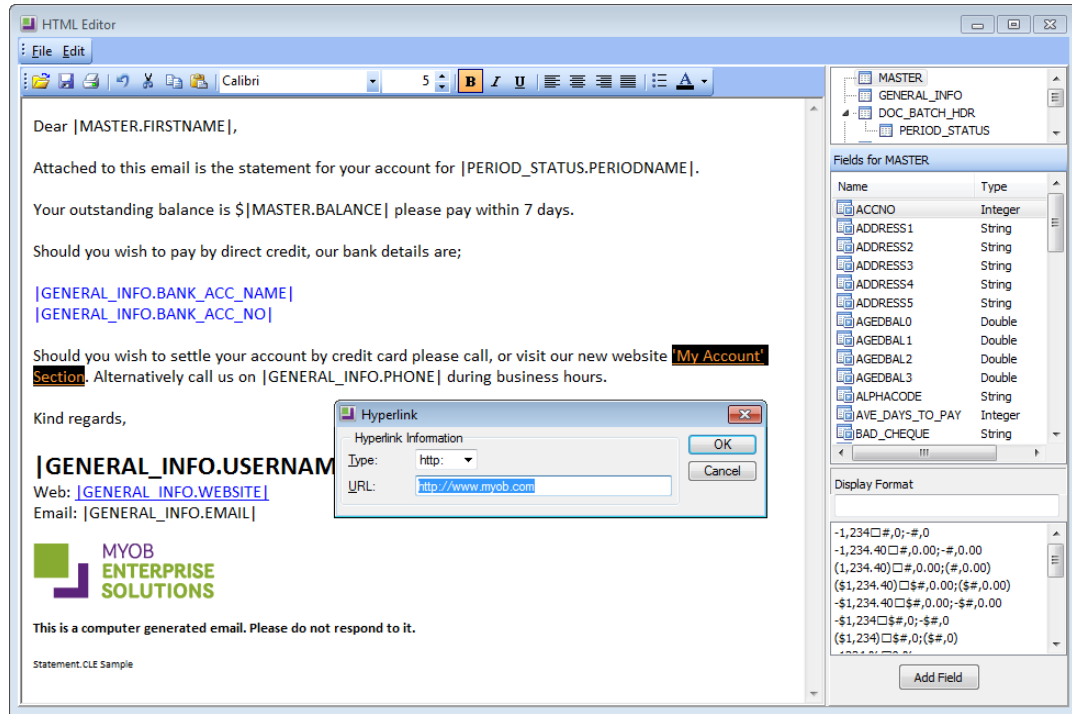 HTML Editor
File Edit
Calibri 5 B I U A
Dear |MASTER.FIRSTNAME|,
Attached to this email is the statement for your account for |PERIOD_STATUS.PERIODNAME|.
Your outstanding balance is $|MASTER.BALANCE| please pay within 7 days.
Should you wish to pay by direct credit, our bank details are;
|GENERAL_INFO.BANK_ACC_NAME|
|GENERAL_INFO.BANK_ACC_NO|
Should you wish to settle your account by credit card please call, or visit our new website 'My Account'
Section. Alternatively call us on |GENERAL_INFO.PHONE| during business hours.
Kind regards,
|GENERAL_INFO.USERNAM
Web: |GENERAL_INFO.WEBSITE|
Email: |GENERAL_INFO.EMAIL|
MYOB
ENTERPRISE
SOLUTIONS
This is a computer generated email. Please do not respond to it.
Statement.CLE Sample
Hyperlink
Hyperlink Information
Type: http:
URL: http://www.myob.com
OK
Cancel
MASTER
GENERAL_INFO
DOC_BATCH_HDR
PERIOD_STATUS
Fields for MASTER
Name Type
ACCNO Integer
ADDRESS1 String
ADDRESS2 String
ADDRESS3 String
ADDRESS4 String
ADDRESS5 String
AGEDBAL0 Double
AGEDBAL1 Double
AGEDBAL2 Double
AGEDBAL3 Double
ALPHACODE String
AVE_DAYS_TO_PAY Integer
BAD_CHEQUE String
Display Format
-1,234□#,0;-#,0
-1,234.40□#,0.00;-#,0.00
(1,234.40)□#,0.00;(#,0.00)
($1,234.40)□$#,0.00;($#,0.00)
-$1,234.40□$#,0.00;-$#,0.00
-$1,234□$#,0;-$#,0
($1,234)□$#,0;($#,0)
Add Field